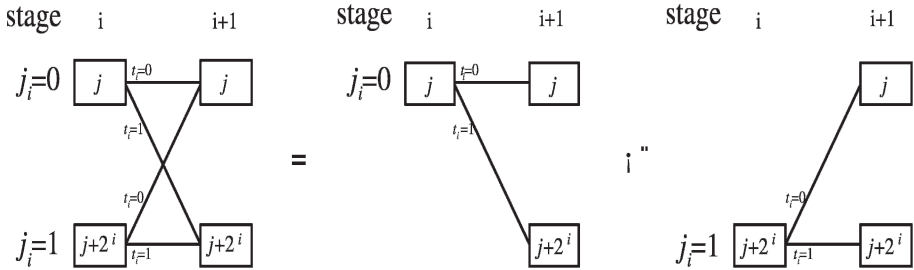 stage i i+1 stage i i+1 stage i i+1
j_i=0 j t_i=0 j j_i=0 j t_i=0 j j
t_i=1 t_i=1
= ¡ ¨
t_i=0 t_i=0
j_i=1 j+2^i t_i=1 j+2^i j+2^i j_i=1 j+2^i t_i=1 j+2^i